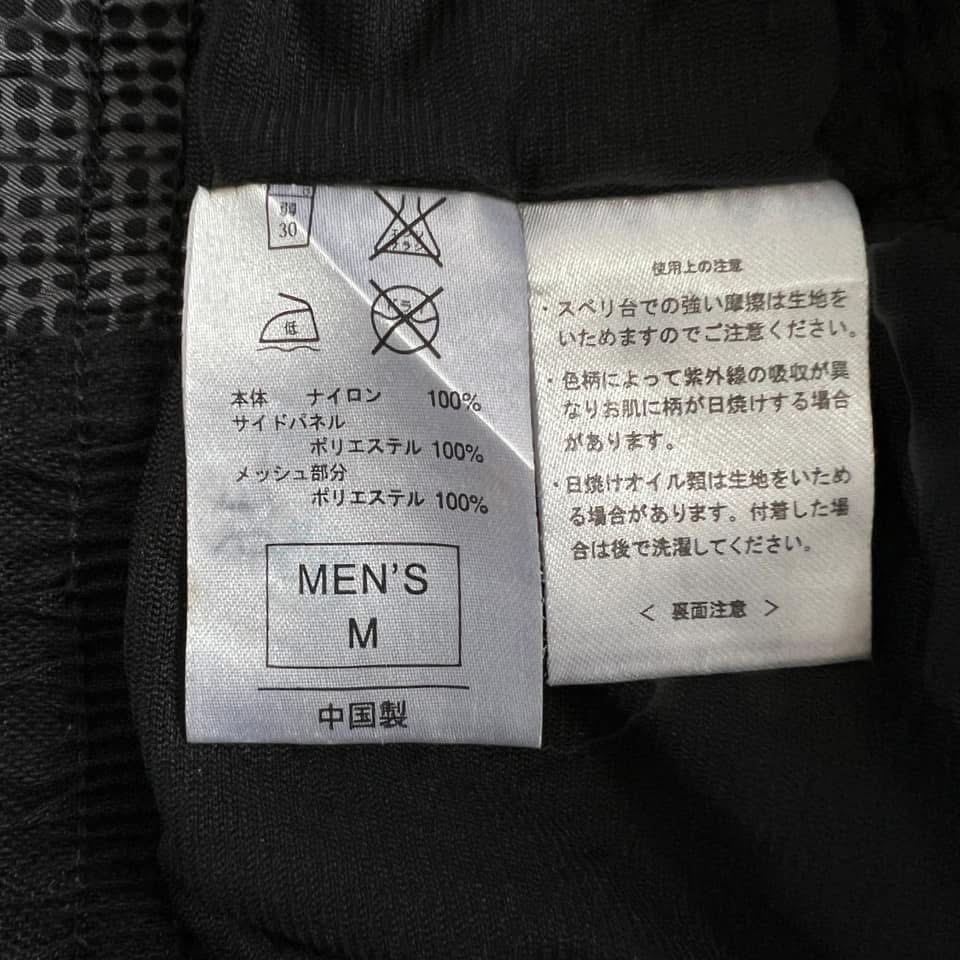 弱
30
低
本体 ナイロン 100%
サイドパネル
ポリエステル 100%
メッシュ部分
ポリエステル 100%
MEN'S
M
中国製
使用上の注意
・スベリ台での強い摩擦は生地を
いためますのでご注意ください。
・色柄によって紫外線の吸収が異
なりお肌に柄が日焼けする場合
があります。
・日焼けオイル類は生地をいため
る場合があります。付着した場
合は後で洗濯してください。
< 裏面注意 >